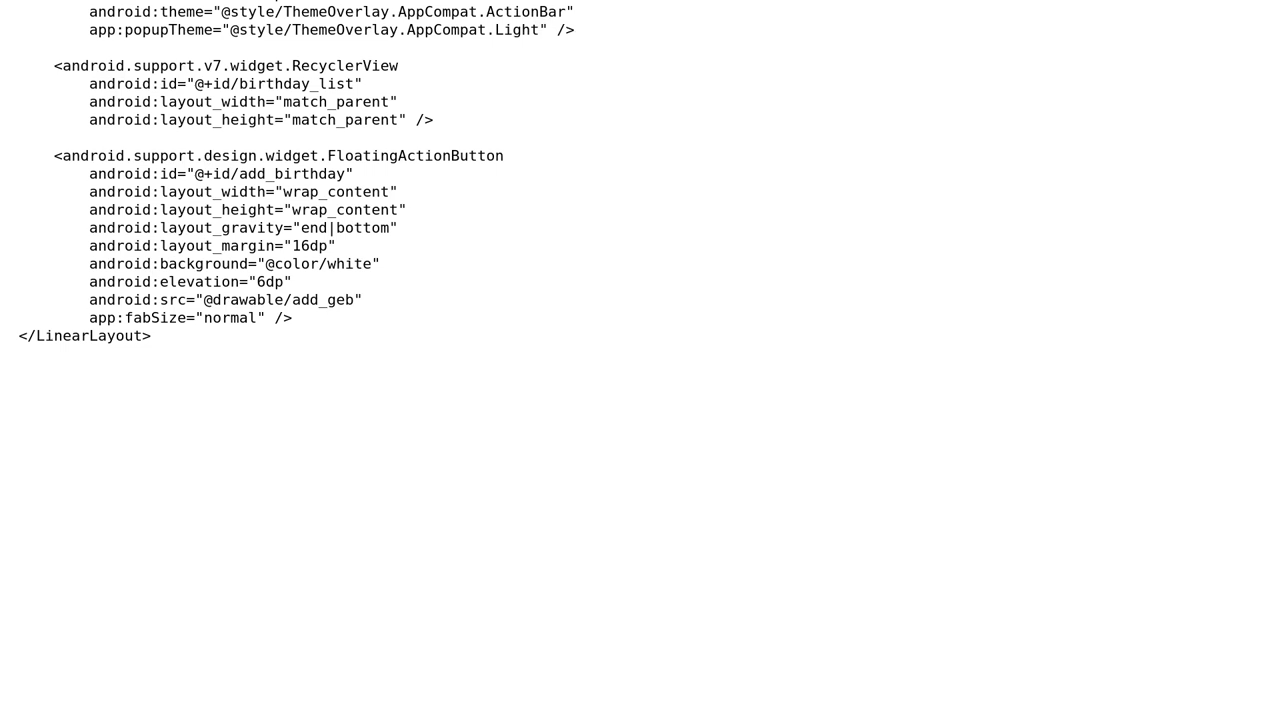 android:theme="@style/ThemeOverlay.AppCompat.ActionBar"
app:popupTheme="@style/ThemeOverlay.AppCompat.Light" />
<android.support.v7.widget.RecyclerView
android:id="@+id/birthday_list"
android:layout_width="match_parent"
android:layout_height="match_parent" />
<android.support.design.widget.FloatingActionButton
android:id="@+id/add_birthday"
android:layout_width="wrap_content"
android:layout_height="wrap_content"
android:layout_gravity="end|bottom"
android:layout_margin="16dp"
android:background="@color/white"
android:elevation="6dp"
android:src="@drawable/add_geb"
app:fabSize="normal" />
</LinearLayout>